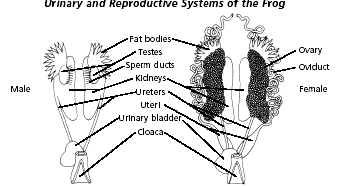 Urinary and Reproductive Systems of the Frog
Fat bodies
Testes
Sperm ducts
Kidneys
Ureters
Uteri
Urinary bladder
Cloaca
Male
Ovary
Oviduct
Female